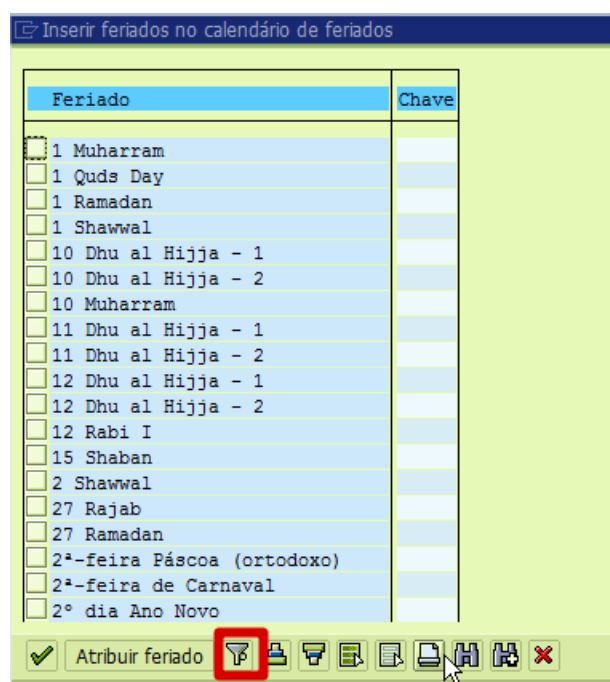 Inserir feriados no calendário de feriados
Feriado Chave
1 Muharram
1 Quds Day
1 Ramadan
1 Shawwal
10 Dhu al Hijja - 1
10 Dhu al Hijja - 2
10 Muharram
11 Dhu al Hijja - 1
11 Dhu al Hijja - 2
12 Dhu al Hijja - 1
12 Dhu al Hijja - 2
12 Rabi I
15 Shaban
2 Shawwal
27 Rajab
27 Ramadan
2ª-feira Páscoa (ortodoxo)
2ª-feira de Carnaval
2º dia Ano Novo
Atribuir feriado